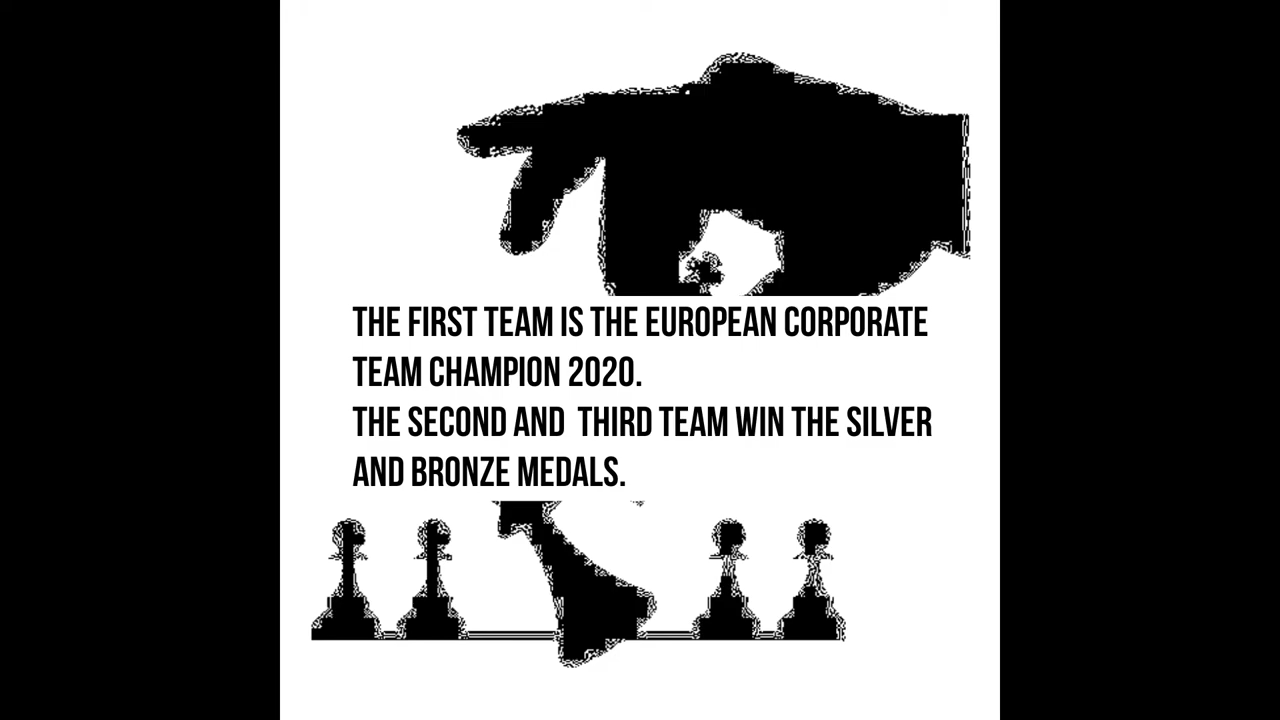 THE FIRST TEAM IS THE EUROPEAN CORPORATE
TEAM CHAMPION 2020.
THE SECOND AND THIRD TEAM WIN THE SILVER
AND BRONZE MEDALS.